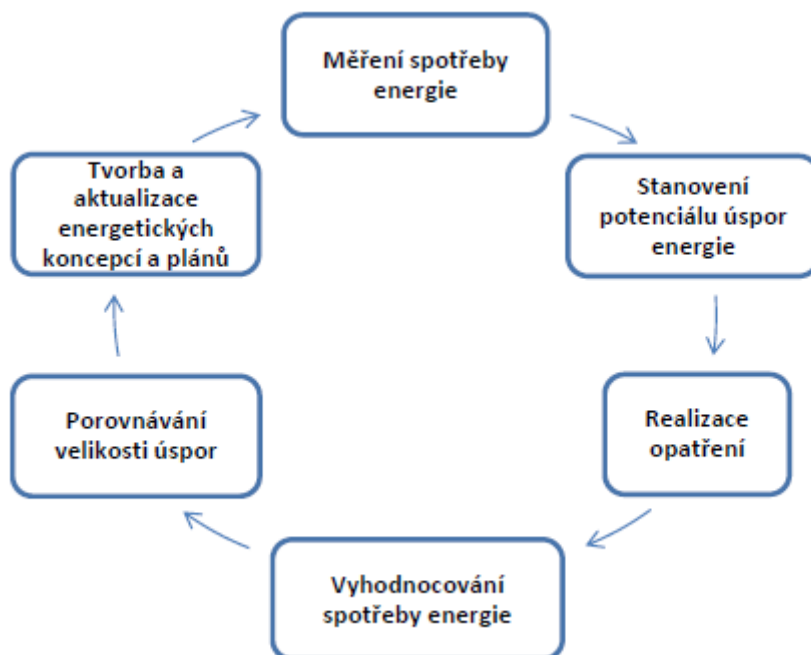 Měření spotřeby
energie
Stanovení
potenciálu úspor
energie
Realizace
opatření
Vyhodnocování
spotřeby energie
Porovnávání
velikosti úspor
Tvorba a
aktualizace
energetických
koncepcí a plánů